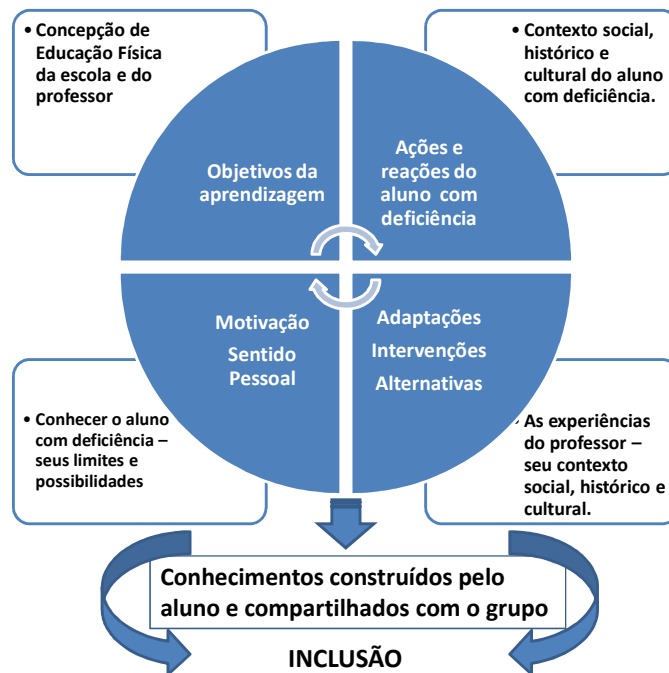 • Concepção de
Educação Física
da escola e do
professor
• Contexto social,
histórico e
cultural do aluno
com deficiência.
Objetivos da
aprendizagem
Ações e
reações do
aluno com
deficiência
Motivação
Sentido
Pessoal
Adaptações
Intervenções
Alternativas
• Conhecer o aluno
com deficiência –
seus limites e
possibilidades
• As experiências
do professor –
seu contexto
social, histórico e
cultural.
Conhecimentos construídos pelo
aluno e compartilhados com o grupo
INCLUSÃO